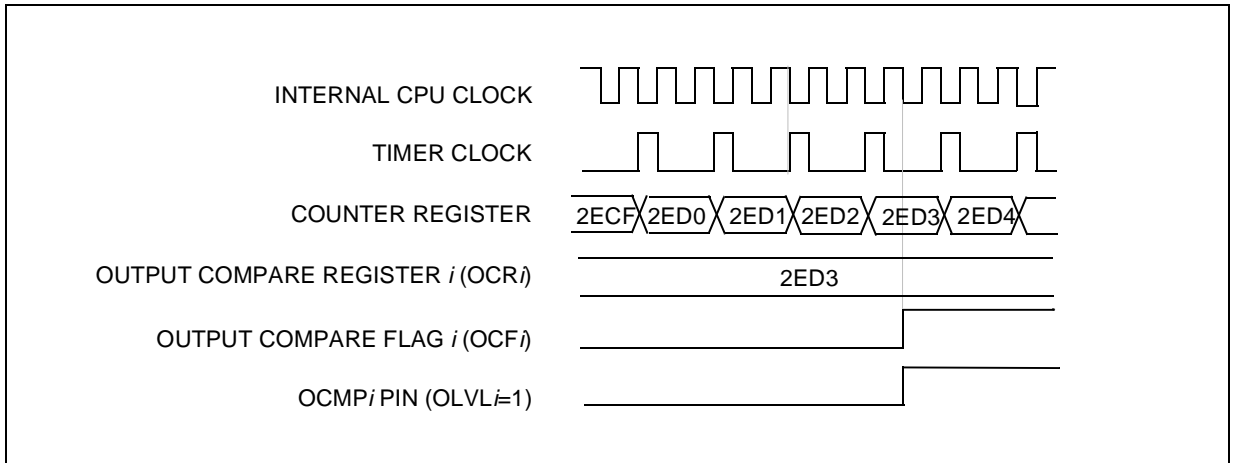 INTERNAL CPU CLOCK
TIMER CLOCK
COUNTER REGISTER 2ECF 2ED0 2ED1 2ED2 2ED3 2ED4
OUTPUT COMPARE REGISTER i (OCRi) 2ED3
OUTPUT COMPARE FLAG i (OCFi)
OCMPi PIN (OLVLi=1)